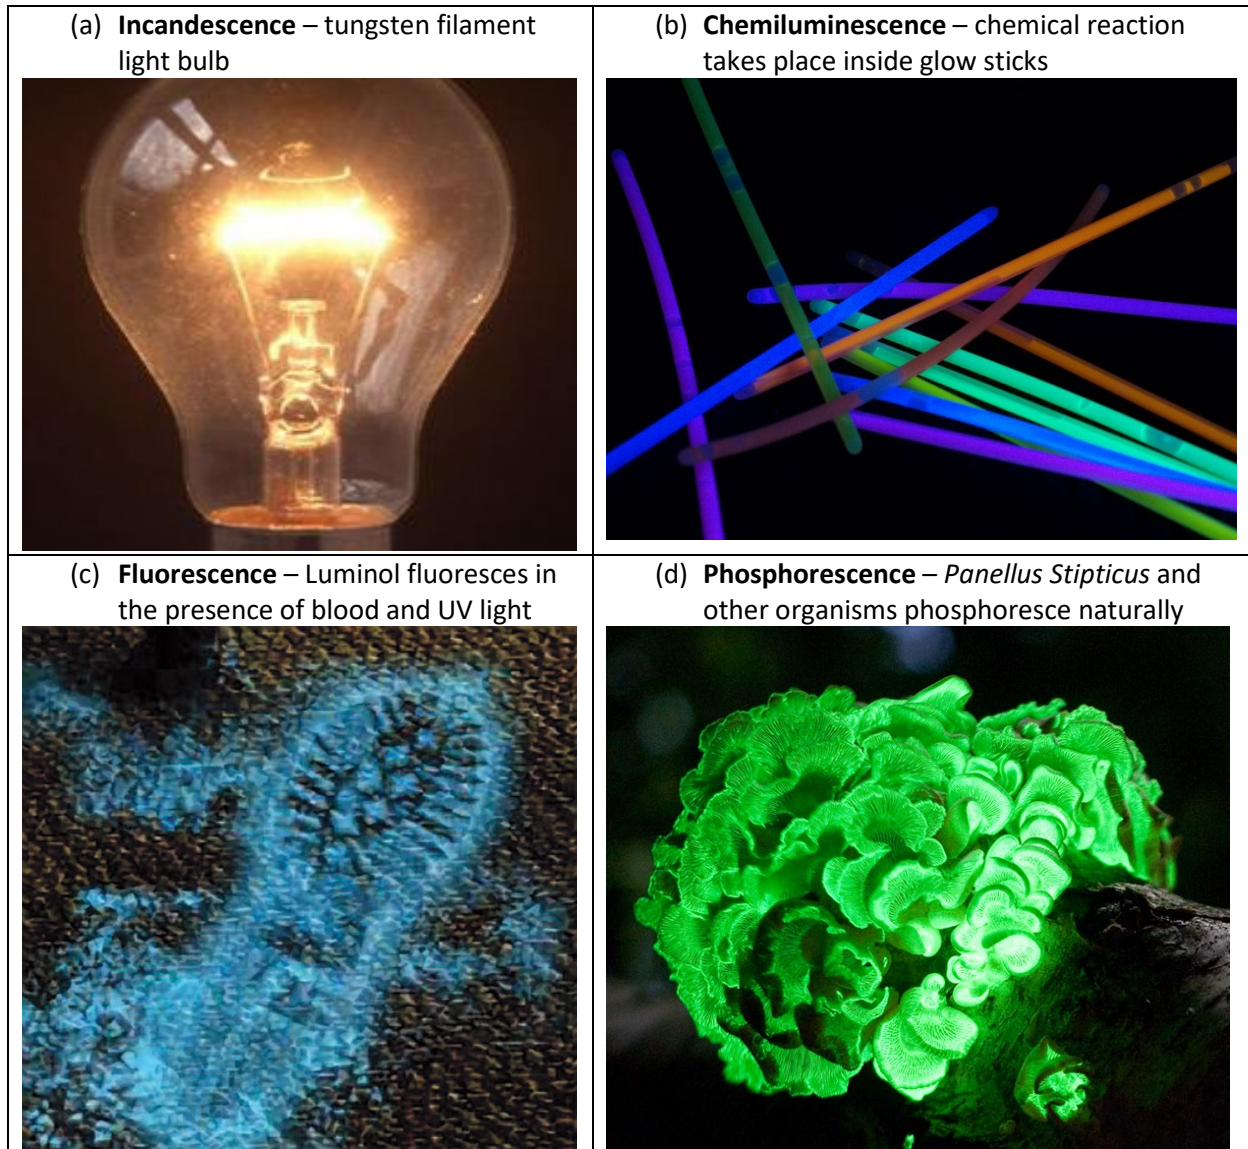 (a) Incandescence – tungsten filament
light bulb
(b) Chemiluminescence – chemical reaction
takes place inside glow sticks
(c) Fluorescence – Luminol fluoresces in
the presence of blood and UV light
(d) Phosphorescence – Panellus Stipticus and
other organisms phosphoresce naturally